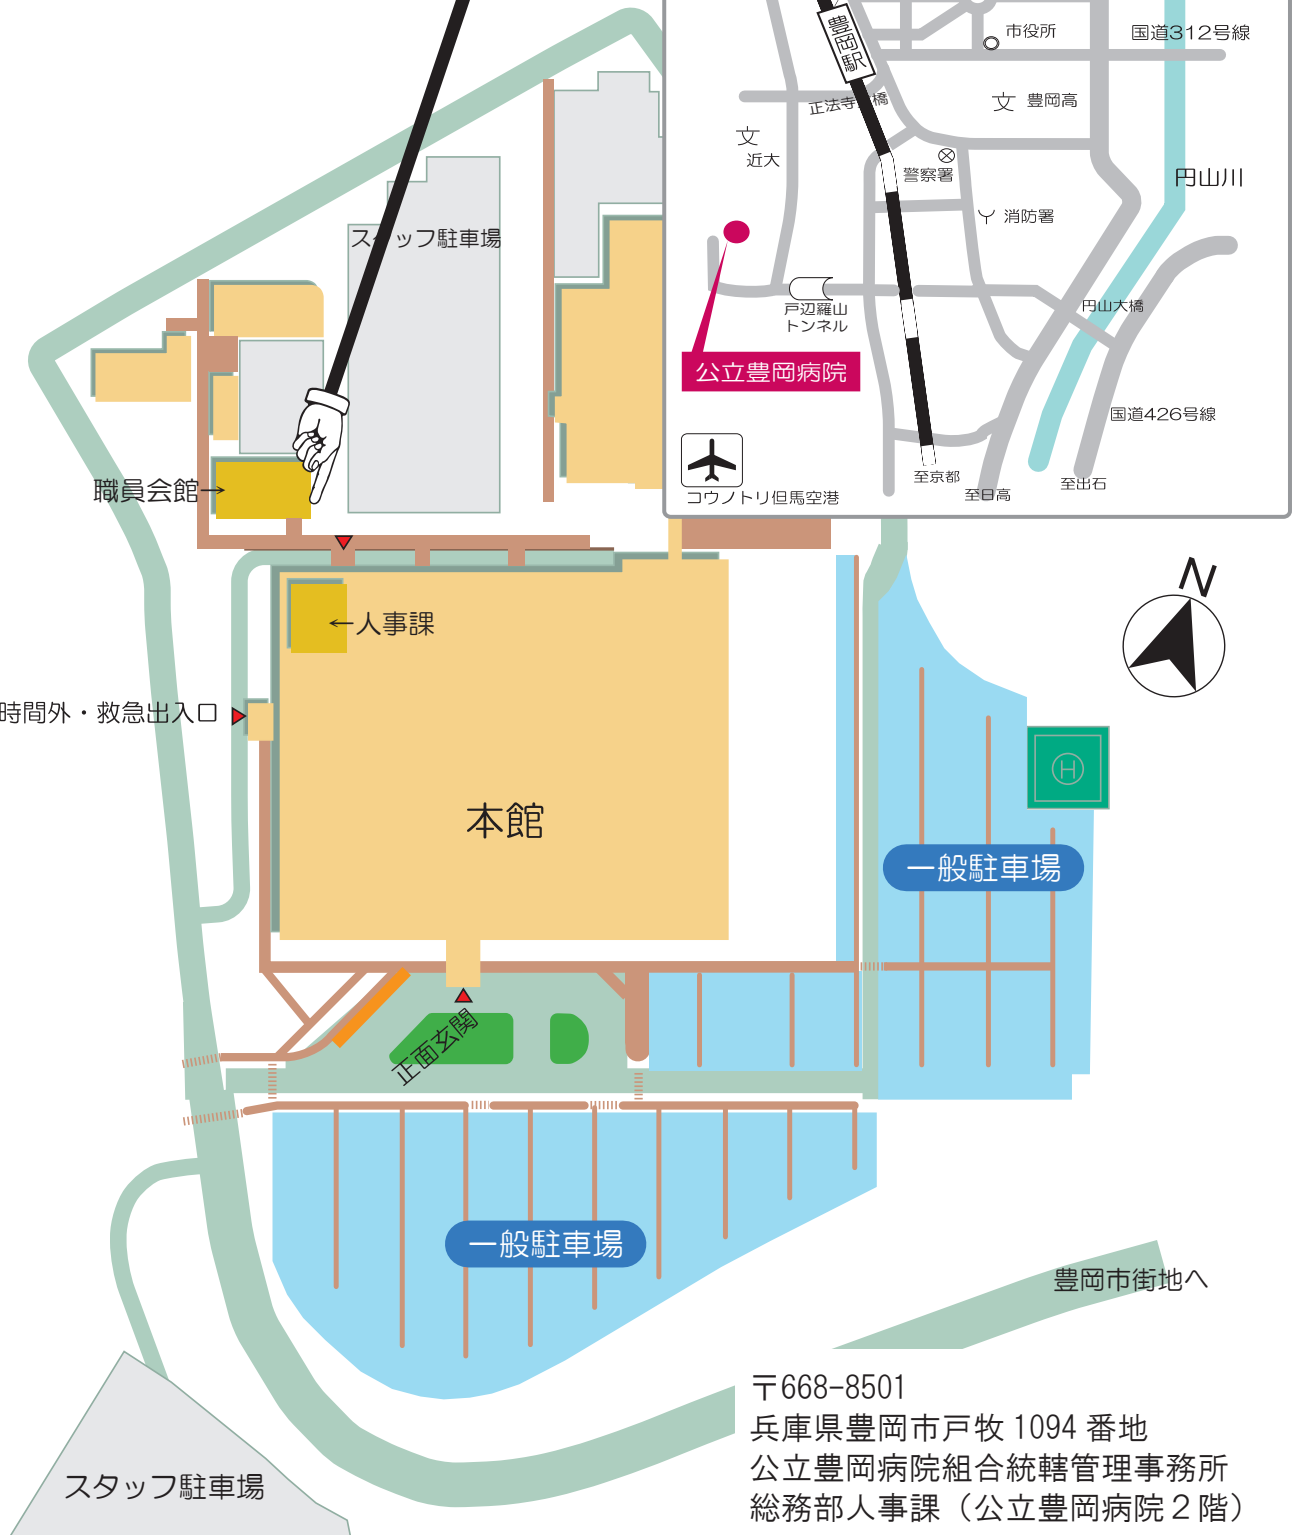 市役所
国道312号線
豊岡駅
文 豊岡高
正法寺橋
文
近大
警察署
円山川
消防署
戸辺羅山
トンネル
円山大橋
公立豊岡病院
国道426号線
至京都
至日高
至出石
コウノトリ但馬空港
スタッフ駐車場
職員会館→
N
←人事課
時間外・救急出入口
本館
H
一般駐車場
正面玄関
一般駐車場
豊岡市街地へ
スタッフ駐車場
〒668-8501
兵庫県豊岡市戸牧 1094 番地
公立豊岡病院組合統轄管理事務所
総務部人事課（公立豊岡病院２階）